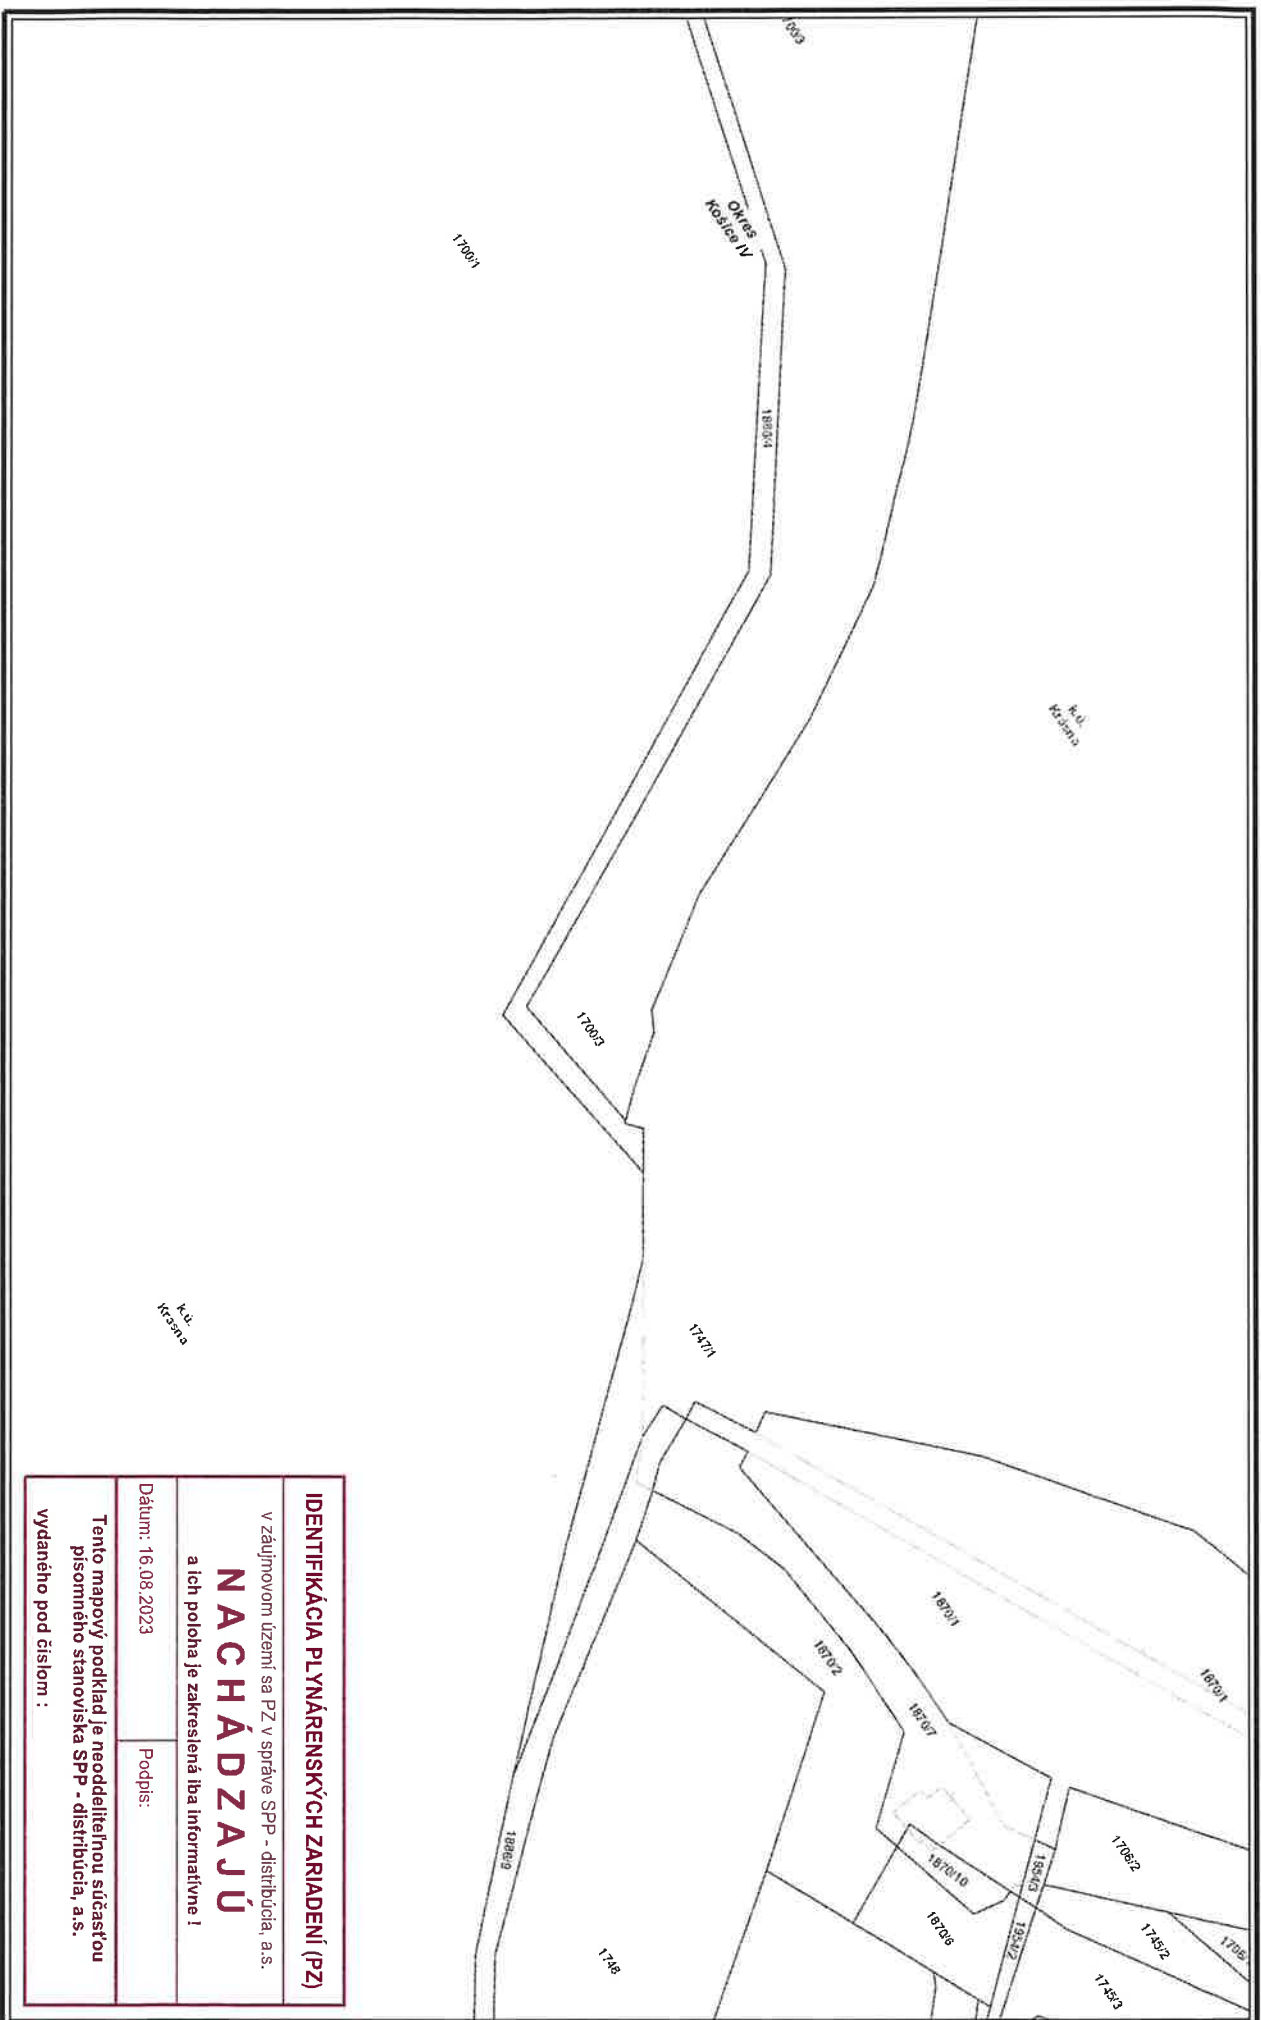 1700/3
Okres
Košice IV
1700/1
1880/4
k.ú.
Krásna
1700/3
k.ú.
Krásna
1747/1
1870/1
1870/1
1870/2
1870/7
1870/10
1870/6
1706/2
1745/2
1745/3
1886/9
1748
IDENTIFIKÁCIA PLYNÁRENSKÝCH ZARIADENÍ (PZ)
v záujmovom území sa PZ v správe SPP - distribúcia, a.s.
NACHÁDZAJÚ
a ich poloha je zakreslená iba informatívne !
Dátum: 16.08.2023
Podpis:
Tento mapový podklad je neoddeliteľnou súčasťou
písomného stanoviska SPP - distribúcia, a.s.
vydaného pod číslom :